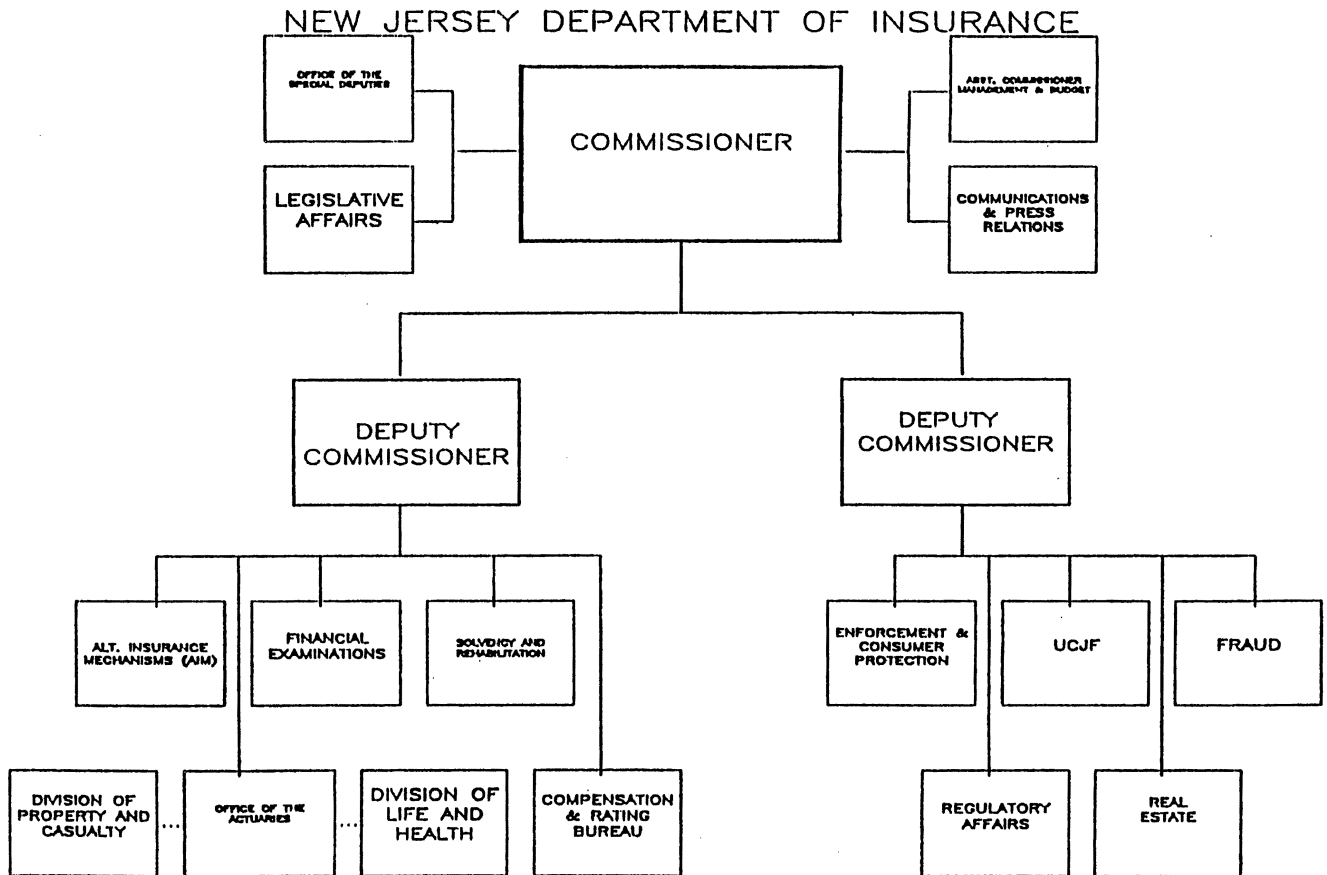 NEW JERSEY DEPARTMENT OF INSURANCE
OFFICE OF THE
SPECIAL DEPUTIES
COMMISSIONER
ASST. COMMISSIONER
MANAGEMENT & BUDGET
LEGISLATIVE
AFFAIRS
COMMUNICATIONS
& PRESS
RELATIONS
DEPUTY
COMMISSIONER
DEPUTY
COMMISSIONER
ALT. INSURANCE
MECHANISMS (AIM)
FINANCIAL
EXAMINATIONS
SOLVENCY AND
REHABILITATION
ENFORCEMENT &
CONSUMER
PROTECTION
UCJF
FRAUD
DIVISION OF
PROPERTY AND
CASUALTY
...
OFFICE OF THE
ACTUARIES
...
DIVISION OF
LIFE AND
HEALTH
COMPENSATION
& RATING
BUREAU
REGULATORY
AFFAIRS
REAL
ESTATE